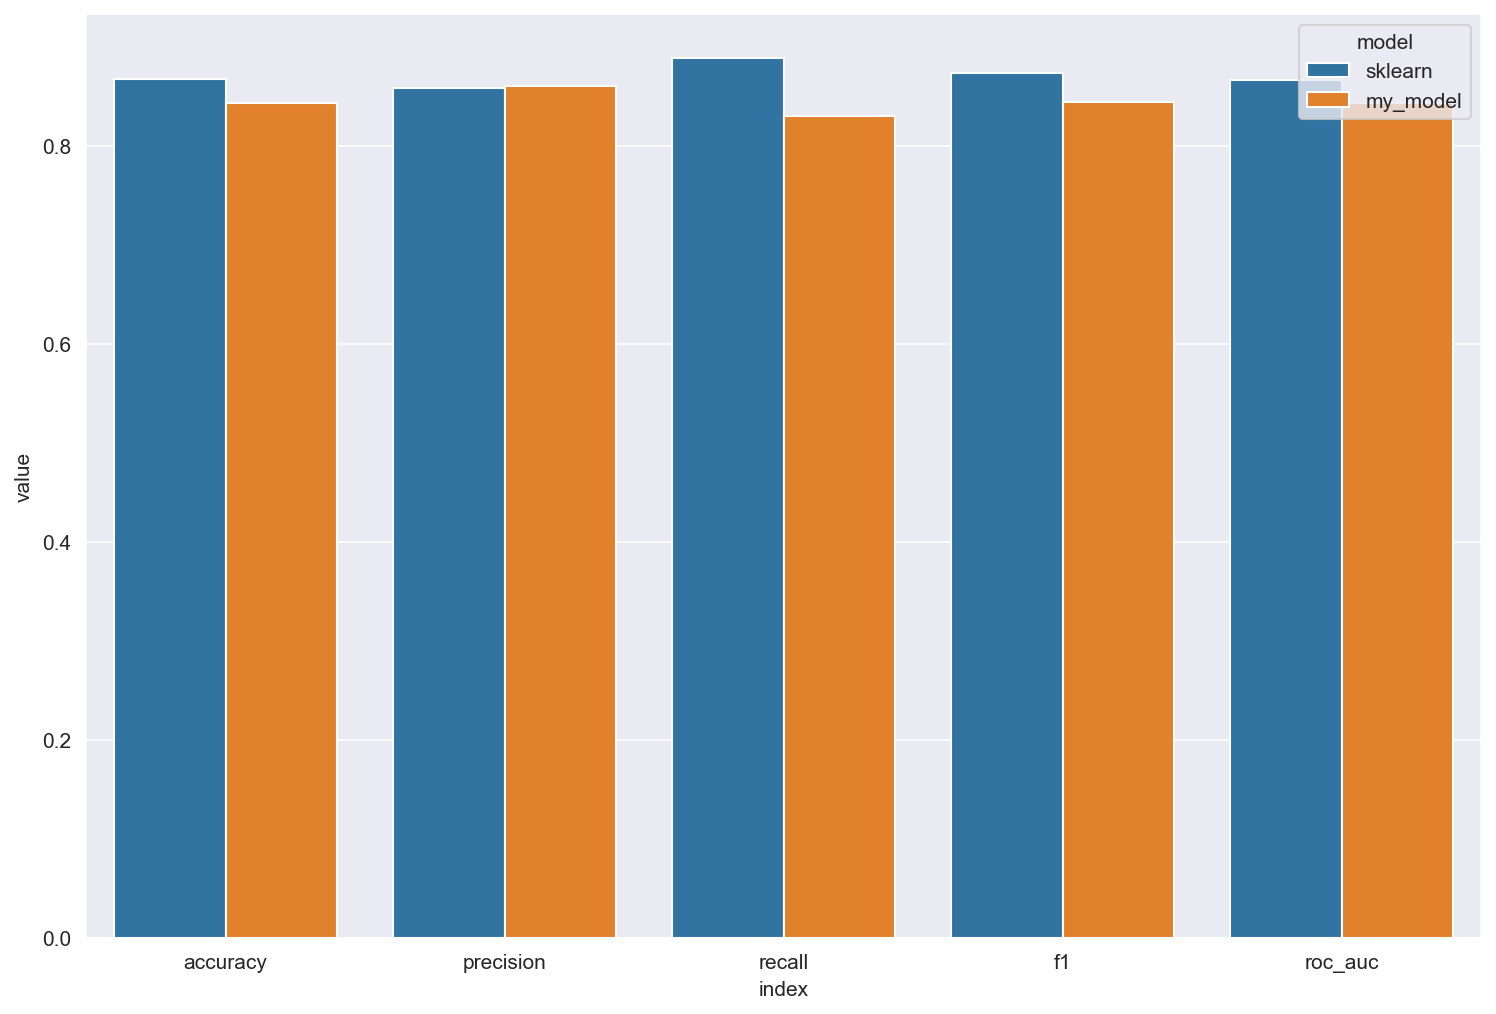 model
sklearn
my_model
0.8
0.6
0.4
0.2
0.0
value
accuracy precision recall f1 roc_auc
index